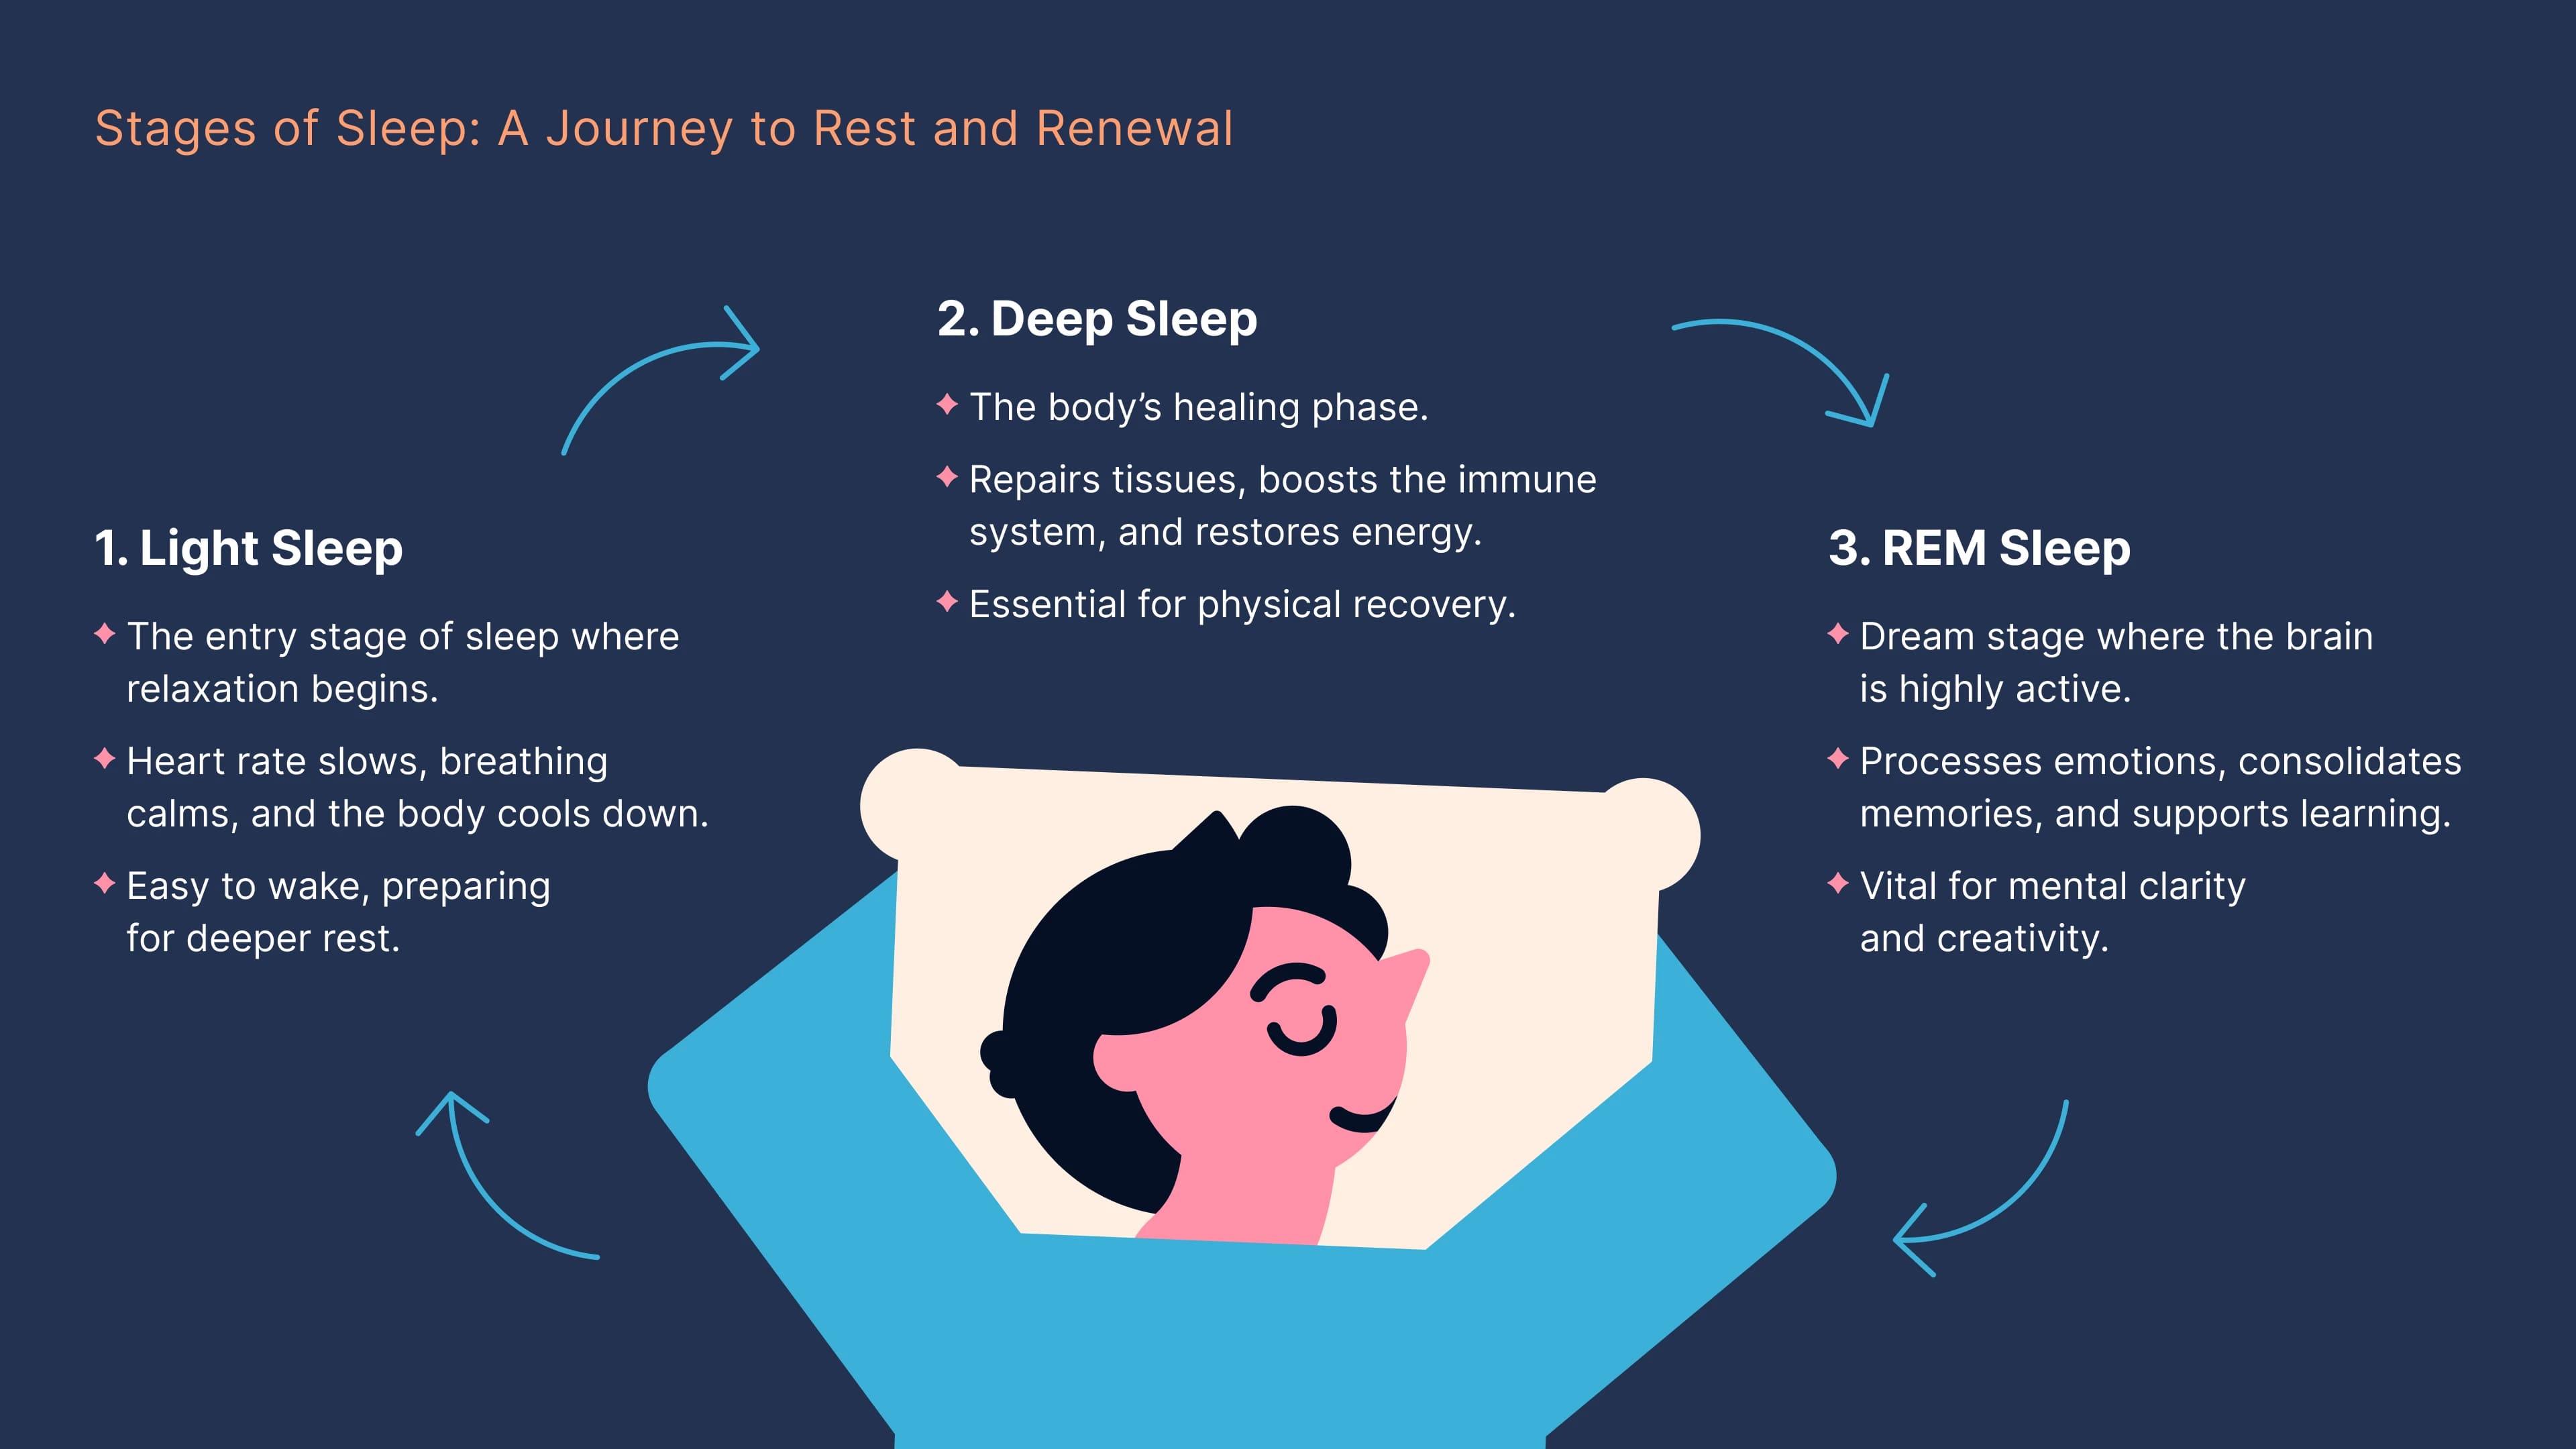 Stages of Sleep: A Journey to Rest and Renewal
1. Light Sleep
The entry stage of sleep where
relaxation begins.
Heart rate slows, breathing
calms, and the body cools down.
Easy to wake, preparing
for deeper rest.
2. Deep Sleep
The body’s healing phase.
Repairs tissues, boosts the immune
system, and restores energy.
Essential for physical recovery.
3. REM Sleep
Dream stage where the brain
is highly active.
Processes emotions, consolidates
memories, and supports learning.
Vital for mental clarity
and creativity.